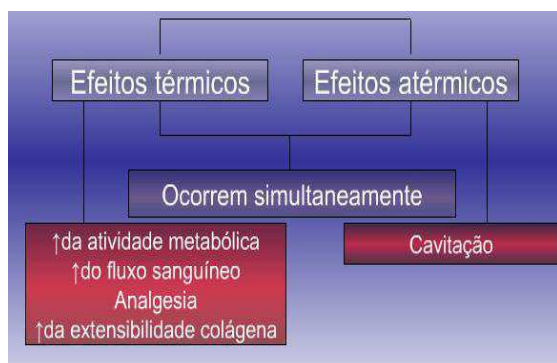 Efeitos térmicos
Efeitos atérmicos
Ocorrem simultaneamente
↑da atividade metabólica
↑do fluxo sanguíneo
Analgesia
↑da extensibilidade colágena
Cavitação